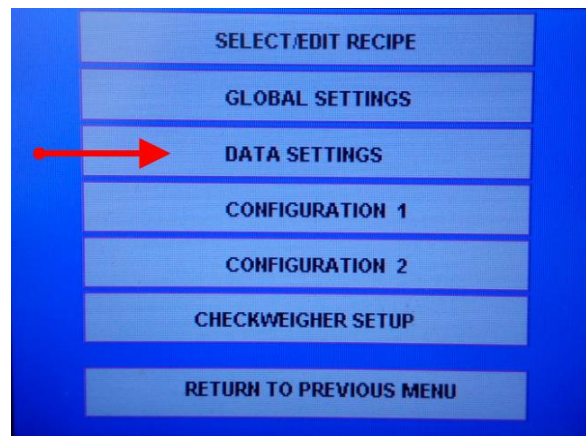 SELECT/EDIT RECIPE
GLOBAL SETTINGS
DATA SETTINGS
CONFIGURATION 1
CONFIGURATION 2
CHECKWEIGHER SETUP
RETURN TO PREVIOUS MENU